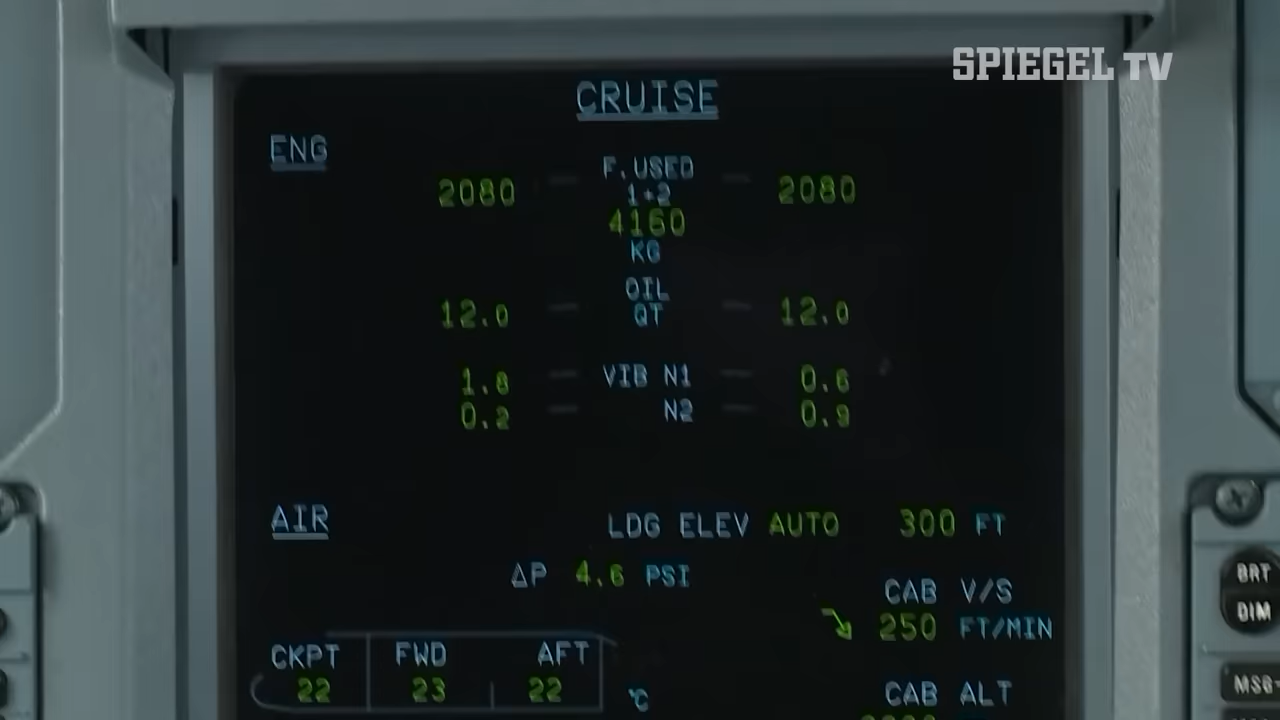 SPIEGEL TV
CRUISE
ENG
F.USED
2080 1+2 2080
4160
KG
OIL
12.0 QT 12.0
1.8 VIB N1 0.6
0.2 N2 0.9
AIR LDG ELEV AUTO 300 FT
ΔP 4.6 PSI
CAB V/S
250 FT/MIN
CKPT FWD AFT
22 23 22 °C
CAB ALT
BRT
DIM
MSG